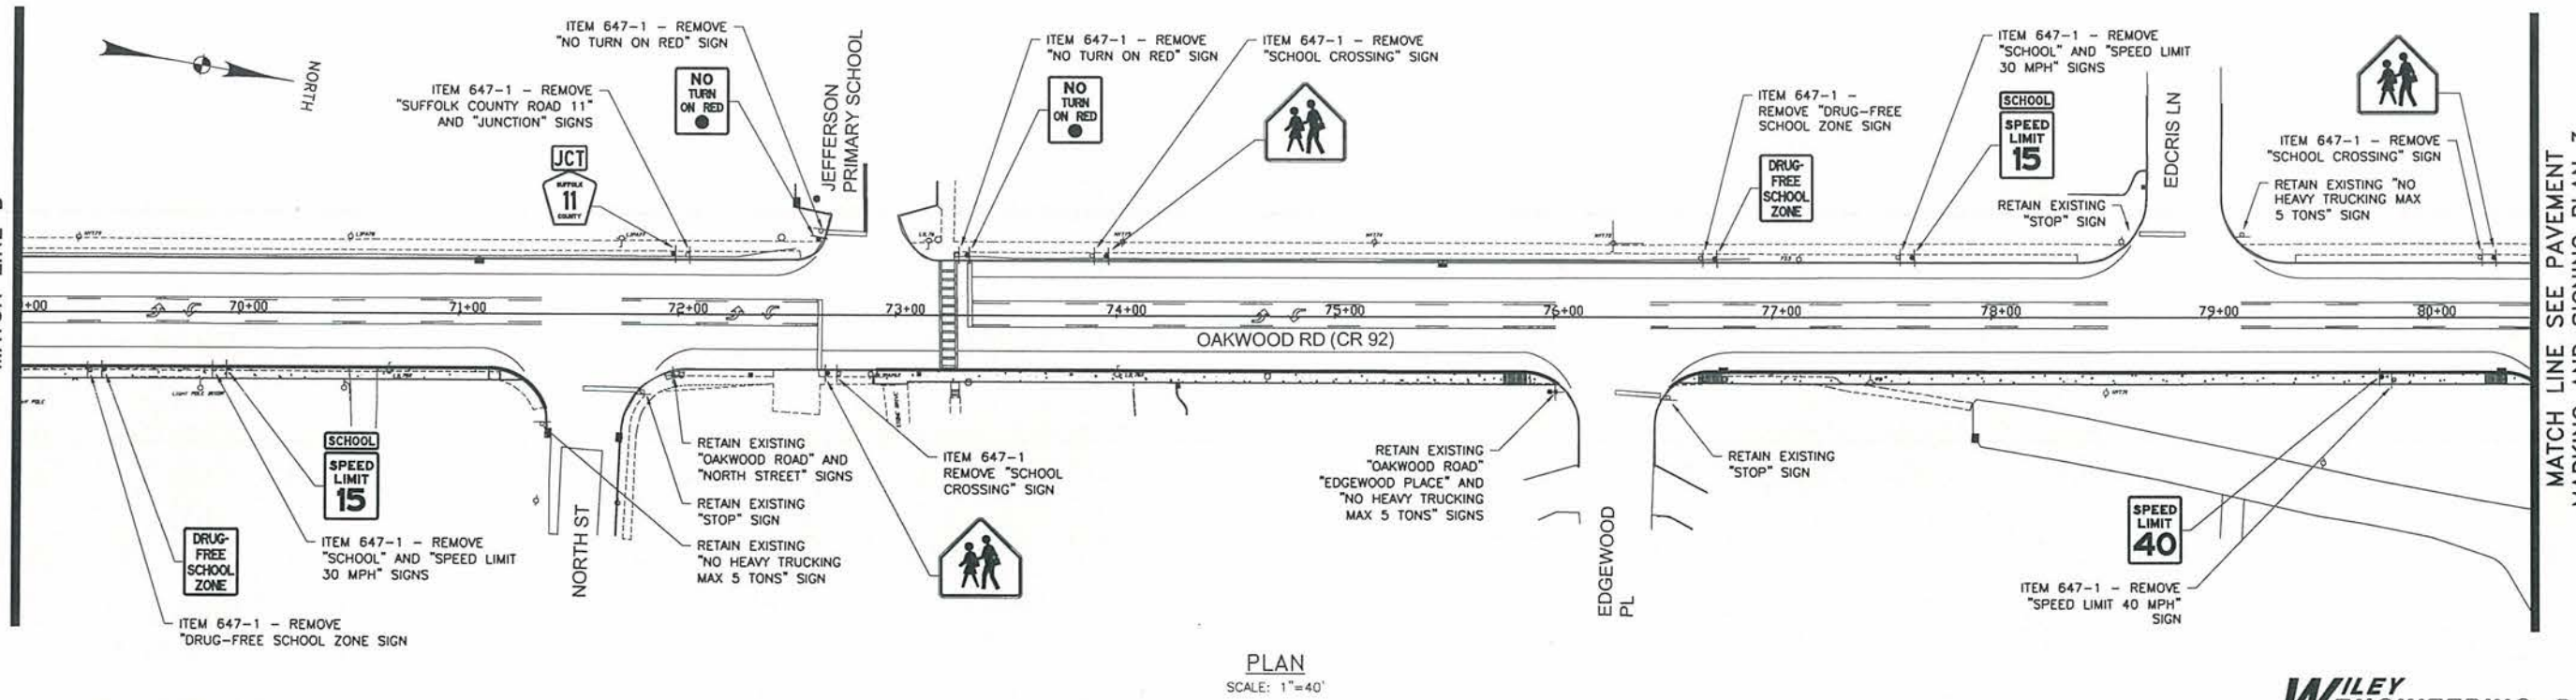 NORTH
ITEM 647-1 - REMOVE
"NO TURN ON RED" SIGN
ITEM 647-1 - REMOVE
"SUFFOLK COUNTY ROAD 11"
AND "JUNCTION" SIGNS
NO
TURN
ON RED
JCT
SUFFOLK
11
COUNTY
JEFFERSON
PRIMARY SCHOOL
ITEM 647-1 - REMOVE
"NO TURN ON RED" SIGN
NO
TURN
ON RED
ITEM 647-1 - REMOVE
"SCHOOL CROSSING" SIGN
ITEM 647-1 -
REMOVE "DRUG-FREE
SCHOOL ZONE SIGN
DRUG-
FREE
SCHOOL
ZONE
ITEM 647-1 - REMOVE
"SCHOOL" AND "SPEED LIMIT
30 MPH" SIGNS
SCHOOL
SPEED
LIMIT
15
RETAIN EXISTING
"STOP" SIGN
EDCRIS LN
ITEM 647-1 - REMOVE
"SCHOOL CROSSING" SIGN
RETAIN EXISTING "NO
HEAVY TRUCKING MAX
5 TONS" SIGN
+00
70+00
71+00
72+00
73+00
74+00
75+00
76+00
77+00
78+00
79+00
80+00
OAKWOOD RD (CR 92)
SCHOOL
SPEED
LIMIT
15
DRUG-
FREE
SCHOOL
ZONE
ITEM 647-1 - REMOVE
"SCHOOL" AND "SPEED LIMIT
30 MPH" SIGNS
ITEM 647-1 - REMOVE
"DRUG-FREE SCHOOL ZONE SIGN
NORTH ST
RETAIN EXISTING
"OAKWOOD ROAD" AND
"NORTH STREET" SIGNS
RETAIN EXISTING
"STOP" SIGN
RETAIN EXISTING
"NO HEAVY TRUCKING
MAX 5 TONS" SIGN
ITEM 647-1
REMOVE "SCHOOL
CROSSING" SIGN
RETAIN EXISTING
"OAKWOOD ROAD"
"EDGEWOOD PLACE" AND
"NO HEAVY TRUCKING
MAX 5 TONS" SIGNS
EDGEWOOD
PL
RETAIN EXISTING
"STOP" SIGN
SPEED
LIMIT
40
ITEM 647-1 - REMOVE
"SPEED LIMIT 40 MPH"
SIGN
MATCH LINE SEE PAVEMENT
PLAN
SCALE: 1"=40'
WILEY